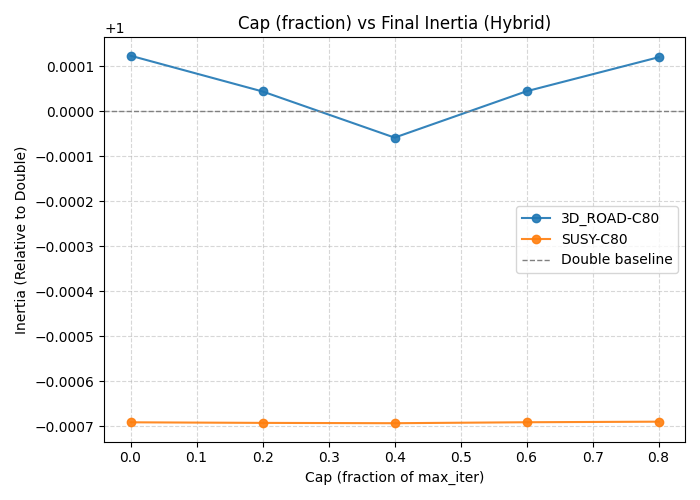 Cap (fraction) vs Final Inertia (Hybrid)
+1
0.0001
0.0000
−0.0001
−0.0002
−0.0003
−0.0004
−0.0005
−0.0006
−0.0007
Inertia (Relative to Double)
3D_ROAD-C80
SUSY-C80
Double baseline
0.0 0.1 0.2 0.3 0.4 0.5 0.6 0.7 0.8
Cap (fraction of max_iter)